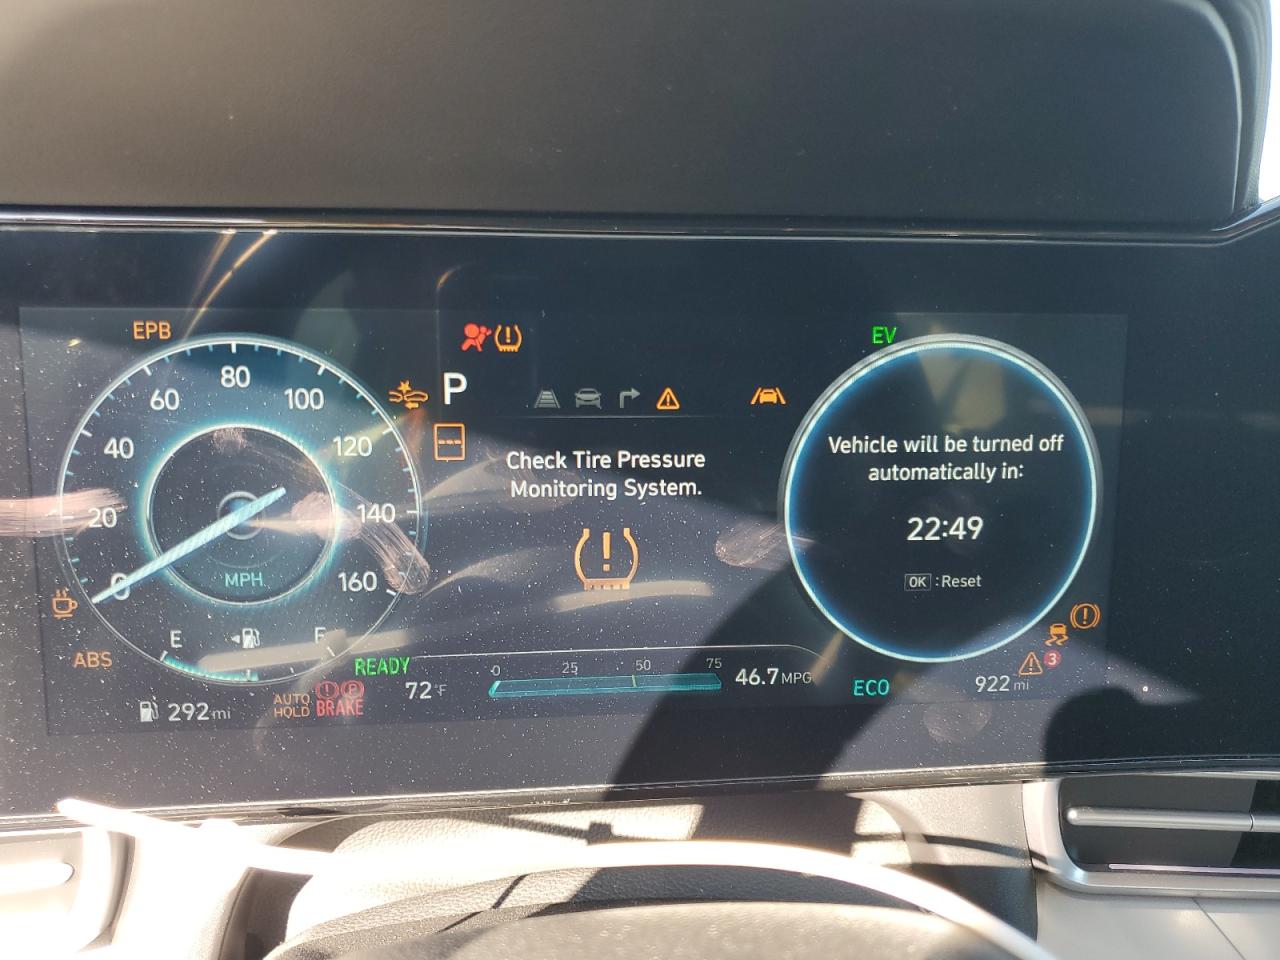 EPB
EV
80
60
100
40
120
20
140
0
160
MPH
P
Check Tire Pressure
Monitoring System.
Vehicle will be turned off
automatically in:
22:49
OK : Reset
E
F
ABS
READY
AUTO
HOLD
P
BRAKE
72°F
0
25
50
75
46.7 MPG
ECO
3
922 mi
292 mi